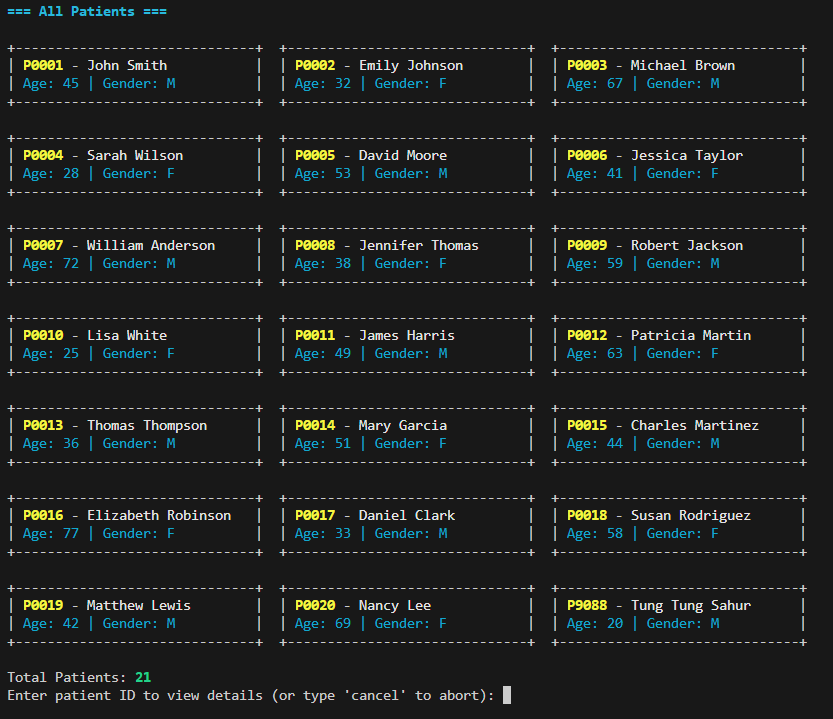 === All Patients ===
+------------------------------+  +------------------------------+  +------------------------------+
| P0001 - John Smith           |  | P0002 - Emily Johnson        |  | P0003 - Michael Brown        |
| Age: 45 | Gender: M          |  | Age: 32 | Gender: F          |  | Age: 67 | Gender: M          |
+------------------------------+  +------------------------------+  +------------------------------+
+------------------------------+  +------------------------------+  +------------------------------+
| P0004 - Sarah Wilson         |  | P0005 - David Moore          |  | P0006 - Jessica Taylor       |
| Age: 28 | Gender: F          |  | Age: 53 | Gender: M          |  | Age: 41 | Gender: F          |
+------------------------------+  +------------------------------+  +------------------------------+
+------------------------------+  +------------------------------+  +------------------------------+
| P0007 - William Anderson     |  | P0008 - Jennifer Thomas      |  | P0009 - Robert Jackson       |
| Age: 72 | Gender: M          |  | Age: 38 | Gender: F          |  | Age: 59 | Gender: M          |
+------------------------------+  +------------------------------+  +------------------------------+
+------------------------------+  +------------------------------+  +------------------------------+
| P0010 - Lisa White           |  | P0011 - James Harris         |  | P0012 - Patricia Martin      |
| Age: 25 | Gender: F          |  | Age: 49 | Gender: M          |  | Age: 63 | Gender: F          |
+------------------------------+  +------------------------------+  +------------------------------+
+------------------------------+  +------------------------------+  +------------------------------+
| P0013 - Thomas Thompson      |  | P0014 - Mary Garcia          |  | P0015 - Charles Martinez     |
| Age: 36 | Gender: M          |  | Age: 51 | Gender: F          |  | Age: 44 | Gender: M          |
+------------------------------+  +------------------------------+  +------------------------------+
+------------------------------+  +------------------------------+  +------------------------------+
| P0016 - Elizabeth Robinson   |  | P0017 - Daniel Clark         |  | P0018 - Susan Rodriguez      |
| Age: 77 | Gender: F          |  | Age: 33 | Gender: M          |  | Age: 58 | Gender: F          |
+------------------------------+  +------------------------------+  +------------------------------+
+------------------------------+  +------------------------------+  +------------------------------+
| P0019 - Matthew Lewis        |  | P0020 - Nancy Lee            |  | P9088 - Tung Tung Sahur      |
| Age: 42 | Gender: M          |  | Age: 69 | Gender: F          |  | Age: 20 | Gender: M          |
+------------------------------+  +------------------------------+  +------------------------------+
Total Patients: 21
Enter patient ID to view details (or type 'cancel' to abort):